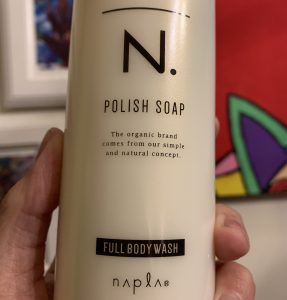 N.
POLISH SOAP
The organic brand
comes from our simple
and natural concept.
FULL BODY WASH
napla